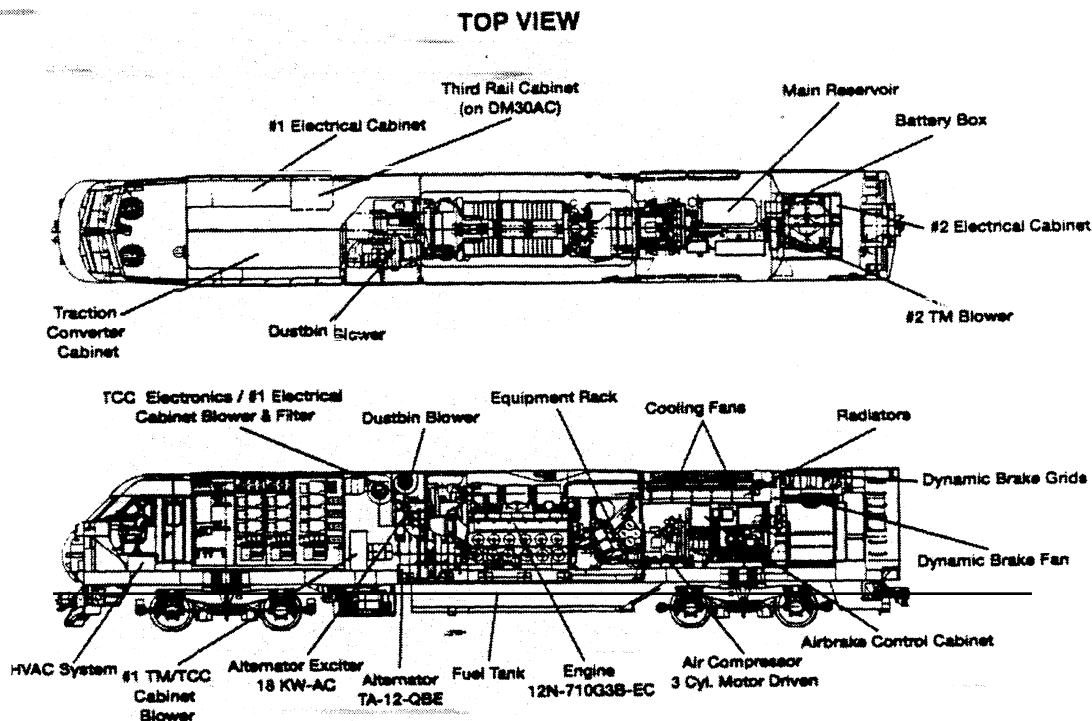 TOP VIEW
Third Rail Cabinet
(on DM30AC)
Main Reservoir
#1 Electrical Cabinet
Battery Box
#2 Electrical Cabinet
Traction
Converter
Cabinet
Dustbin Blower
#2 TM Blower
TCC Electronics / #1 Electrical
Cabinet Blower & Filter
Dustbin Blower
Equipment Rack
Cooling Fans
Radiators
Dynamic Brake Grids
Dynamic Brake Fan
Airbrake Control Cabinet
HVAC System
#1 TM/TCC
Cabinet
Blower
Alternator Exciter
18 KW-AC
Alternator
TA-12-QBE
Fuel Tank
Engine
12N-710G3B-EC
Air Compressor
3 Cyl. Motor Driven